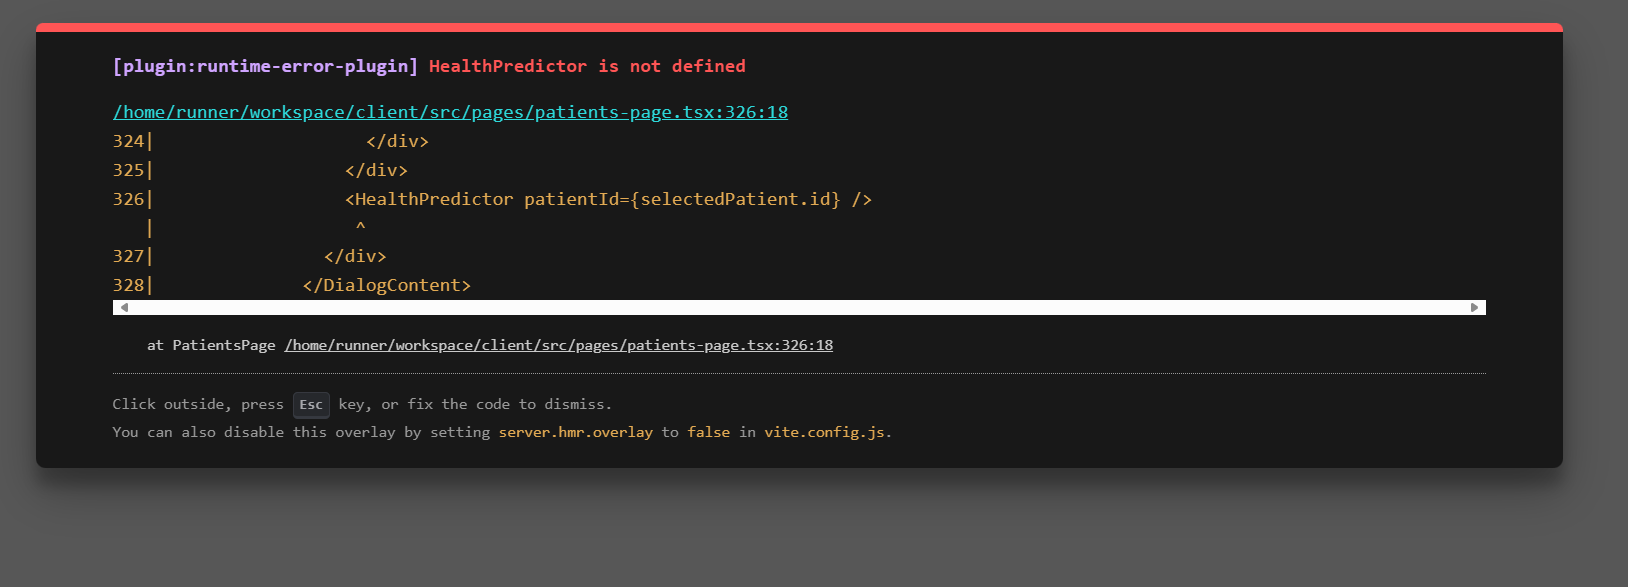 [plugin:runtime-error-plugin] HealthPredictor is not defined
/home/runner/workspace/client/src/pages/patients-page.tsx:326:18
324|                    </div>
325|                  </div>
326|                  <HealthPredictor patientId={selectedPatient.id} />
   |                   ^
327|                </div>
328|              </DialogContent>
at PatientsPage /home/runner/workspace/client/src/pages/patients-page.tsx:326:18
Click outside, press Esc key, or fix the code to dismiss.
You can also disable this overlay by setting server.hmr.overlay to false in vite.config.js.